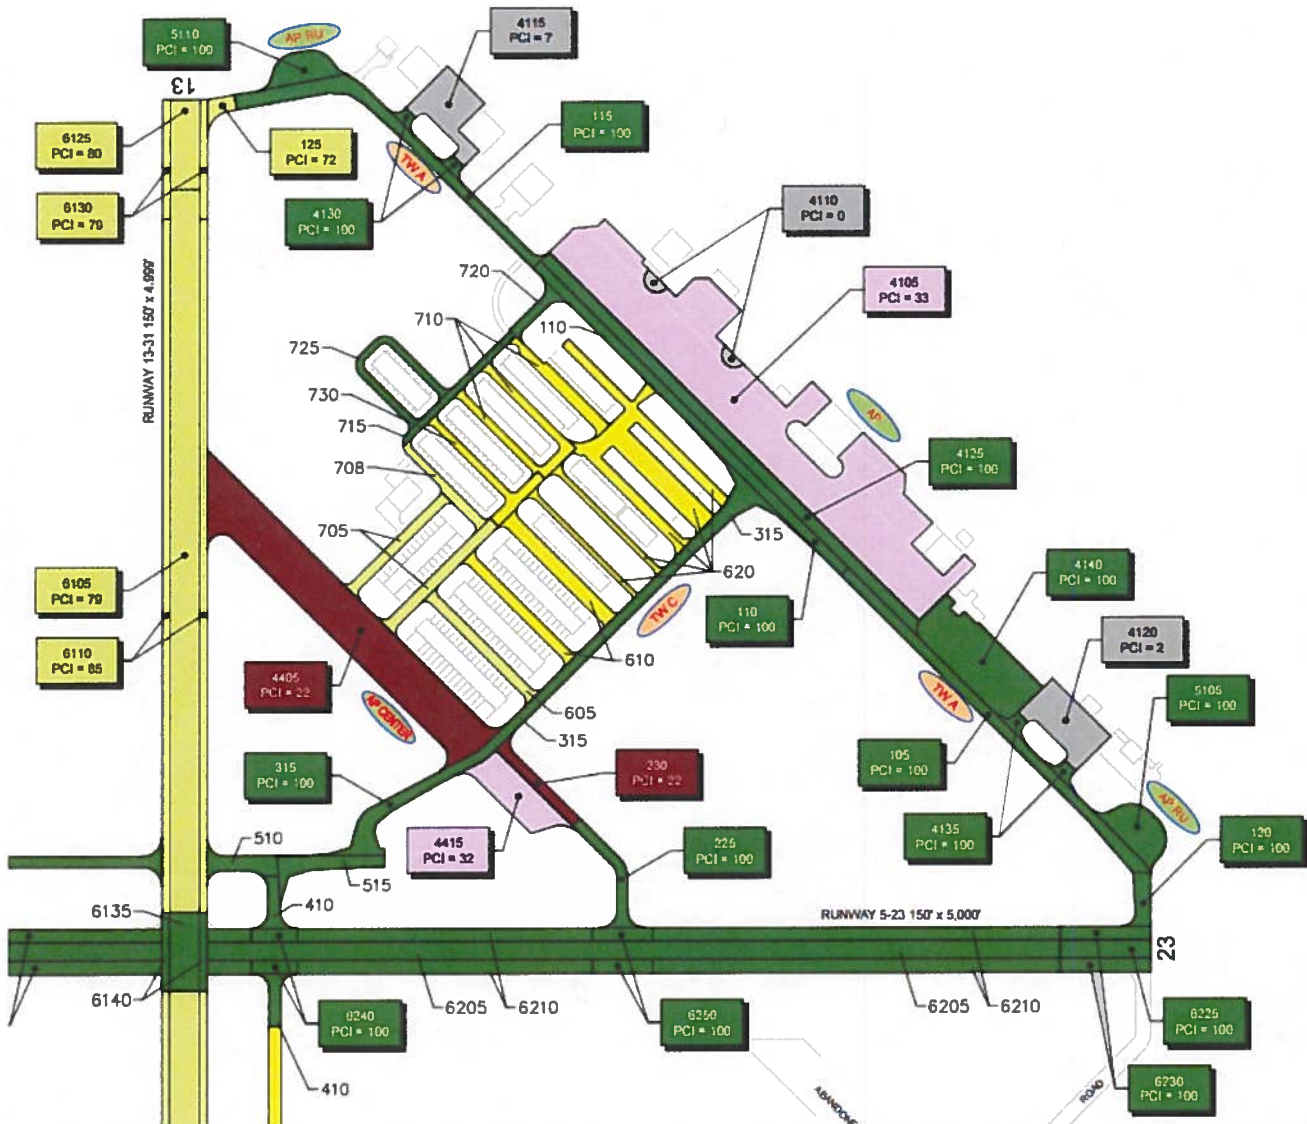 5110
PCI = 100
AP RU
4115
PCI = 7
13
6125
PCI = 80
125
PCI = 72
115
PCI = 100
TW A
6130
PCI = 79
4130
PCI = 100
4110
PCI = 0
RUNWAY 13-31 150' x 4,999'
720
4105
PCI = 33
710
110
725
730
715
708
AP
4125
PCI = 100
705
315
620
4140
PCI = 100
6105
PCI = 79
TW C
110
PCI = 100
6110
PCI = 85
610
4120
PCI = 2
4405
PCI = 22
TW A
5105
PCI = 100
AP CENTER
605
315
105
PCI = 100
315
PCI = 100
230
PCI = 22
AP RU
4415
PCI = 32
225
PCI = 100
4135
PCI = 100
120
PCI = 100
510
515
410
6135
RUNWAY 5-23 150' x 5,000'
23
6140
6240
PCI = 100
6205
6210
6250
PCI = 100
6205
6210
6225
PCI = 100
410
6230
PCI = 100
ROAD